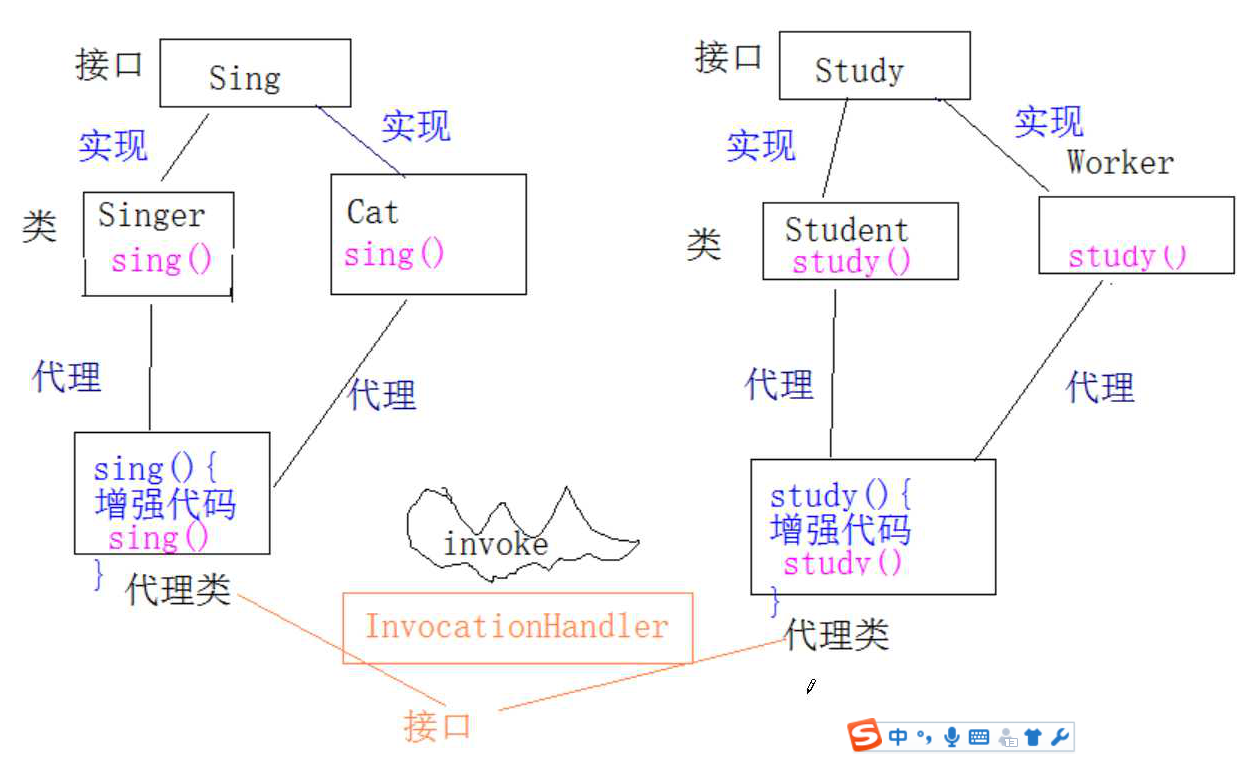 接口
Sing
实现
实现
类
Singer
sing()
Cat
sing()
代理
代理
sing(){
增强代码
sing()
}
代理类
接口
Study
实现
实现
Worker
类
Student
study()
study()
代理
代理
study(){
增强代码
study()
}
代理类
invoke
InvocationHandler
接口
S中